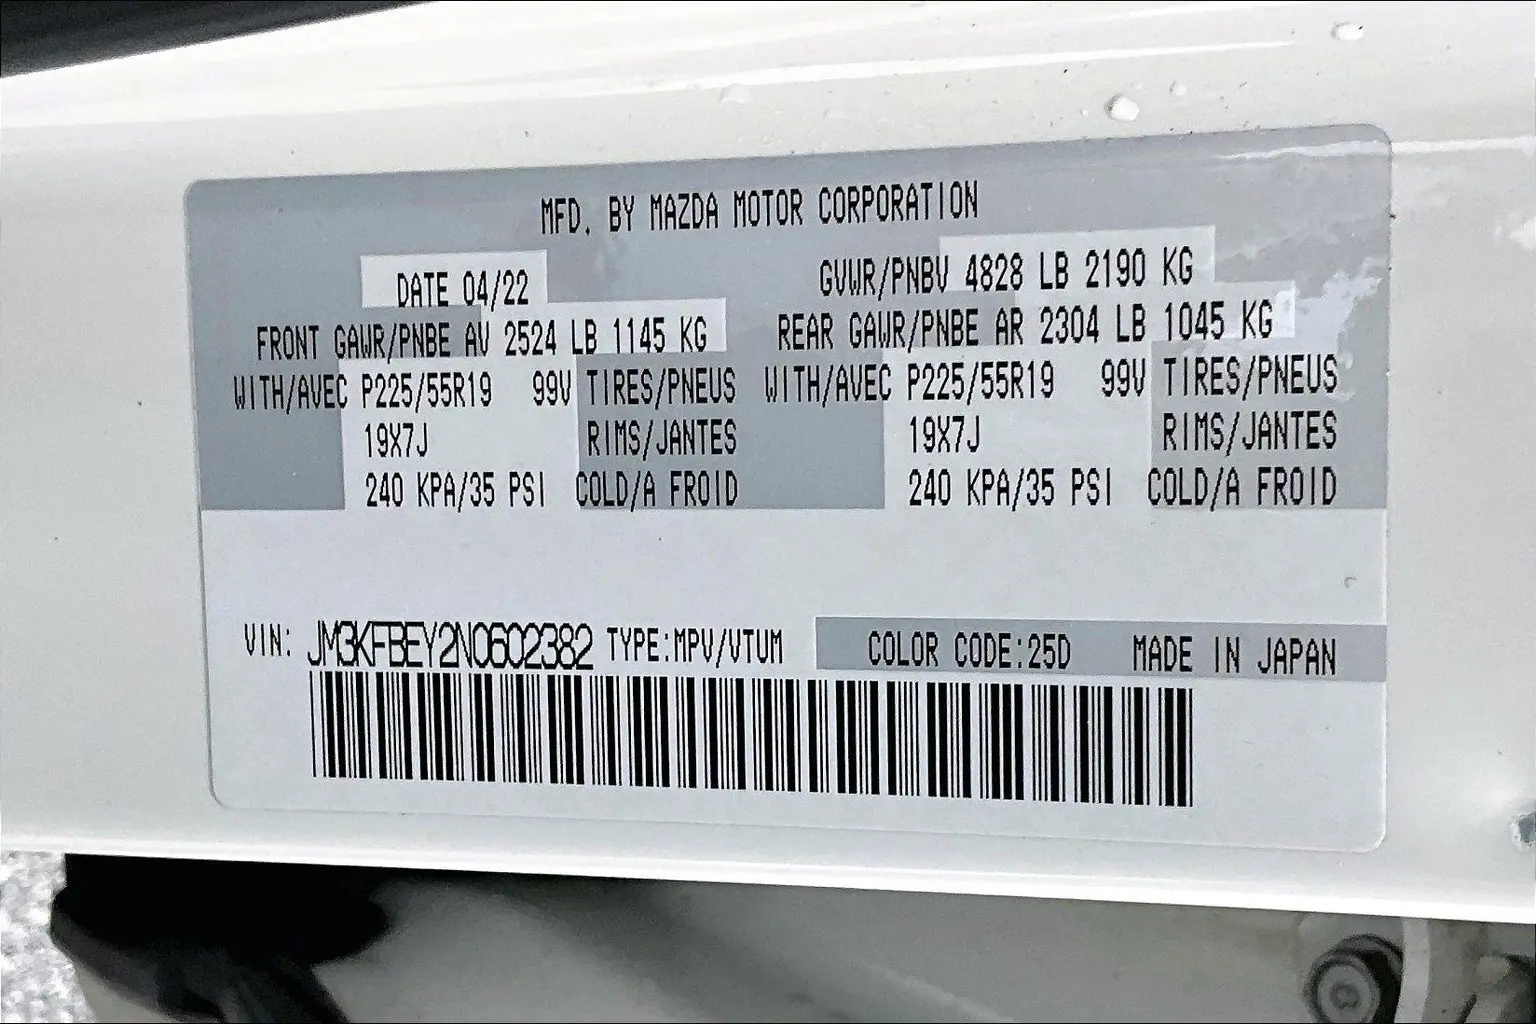 MFD. BY MAZDA MOTOR CORPORATION
DATE 04/22 GVWR/PNBV 4828 LB 2190 KG
FRONT GAWR/PNBE AV 2524 LB 1145 KG REAR GAWR/PNBE AR 2304 LB 1045 KG
WITH/AVEC P225/55R19 99V TIRES/PNEUS WITH/AVEC P225/55R19 99V TIRES/PNEUS
19X7J RIMS/JANTES 19X7J RIMS/JANTES
240 KPA/35 PSI COLD/A FROID 240 KPA/35 PSI COLD/A FROID
VIN: JM3KFBEY2N0602382 TYPE:MPV/VTUM COLOR CODE:25D MADE IN JAPAN